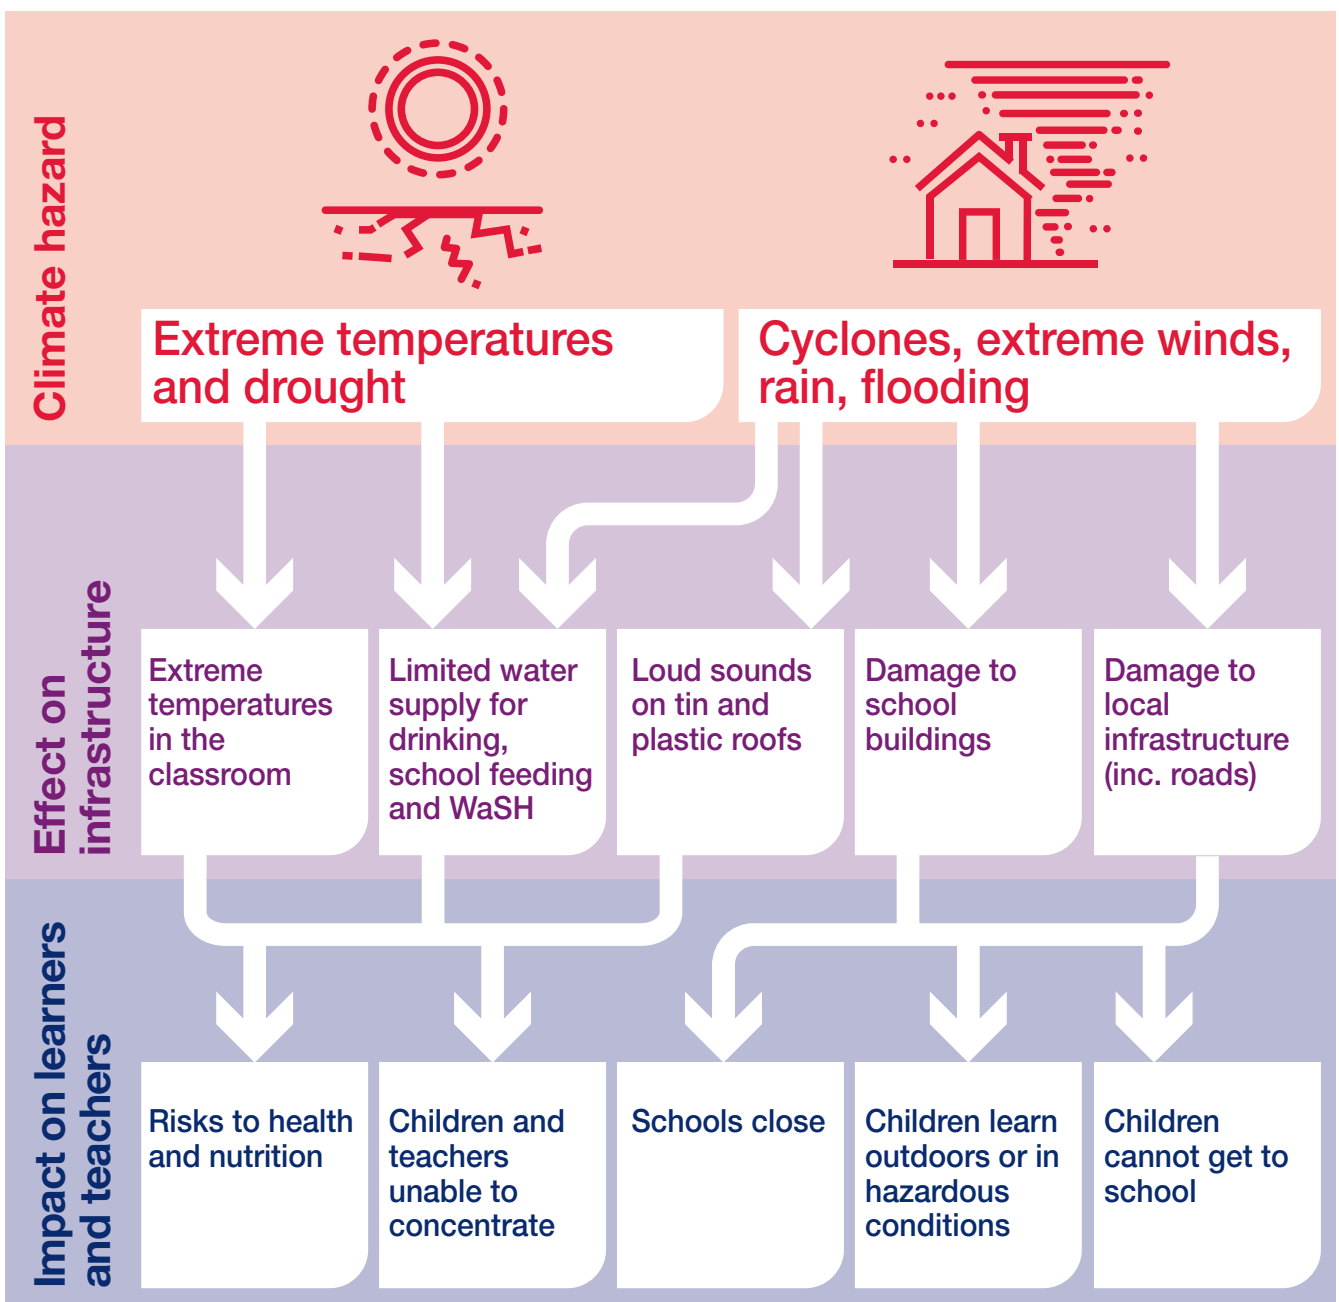 Climate hazard
Extreme temperatures
and drought
Cyclones, extreme winds,
rain, flooding
Effect on
infrastructure
Extreme
temperatures
in the
classroom
Limited water
supply for
drinking,
school feeding
and WaSH
Loud sounds
on tin and
plastic roofs
Damage to
school
buildings
Damage to
local
infrastructure
(inc. roads)
Impact on learners
and teachers
Risks to health
and nutrition
Children and
teachers
unable to
concentrate
Schools close
Children learn
outdoors or in
hazardous
conditions
Children
cannot get to
school